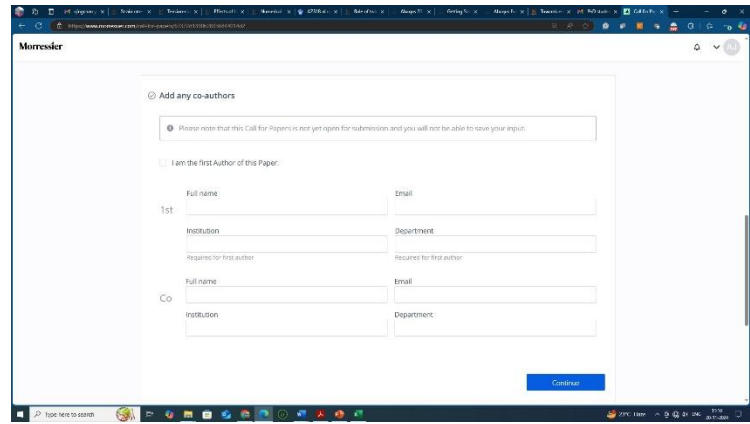 Morressier
Add any co-authors
Please note that this Call for Papers is not yet open for submission and you will not be able to save your input.
I am the first Author of this Paper.
Full name
Email
1st
Institution
Department
Required for first author
Required for first author
Full name
Email
Co
Institution
Department
Continue
Type here to search
23°C Haze
ENG